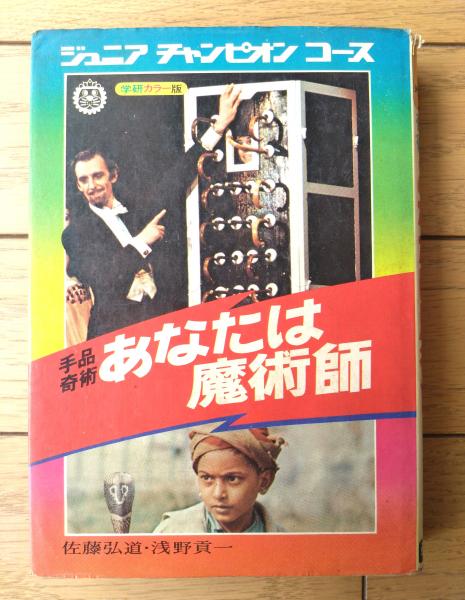 ジュニア チャンピオン コース
学研カラー版
手品
奇術
あなたは
魔術師
佐藤弘道・浅野貢一